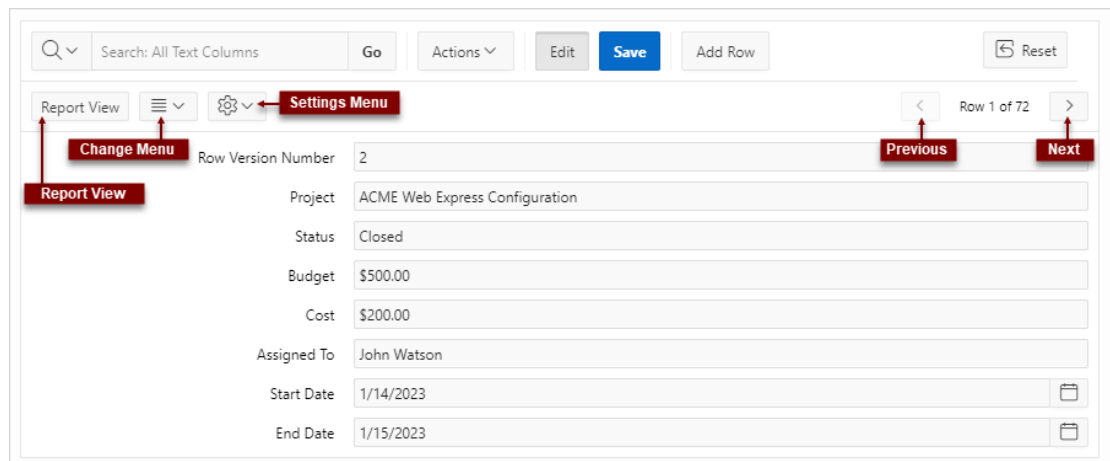 Search: All Text Columns Go Actions Edit Save Add Row Reset
Report View Settings Menu Row 1 of 72
Change Menu Previous Next
Row Version Number 2
Report View
Project ACME Web Express Configuration
Status Closed
Budget $500.00
Cost $200.00
Assigned To John Watson
Start Date 1/14/2023
End Date 1/15/2023